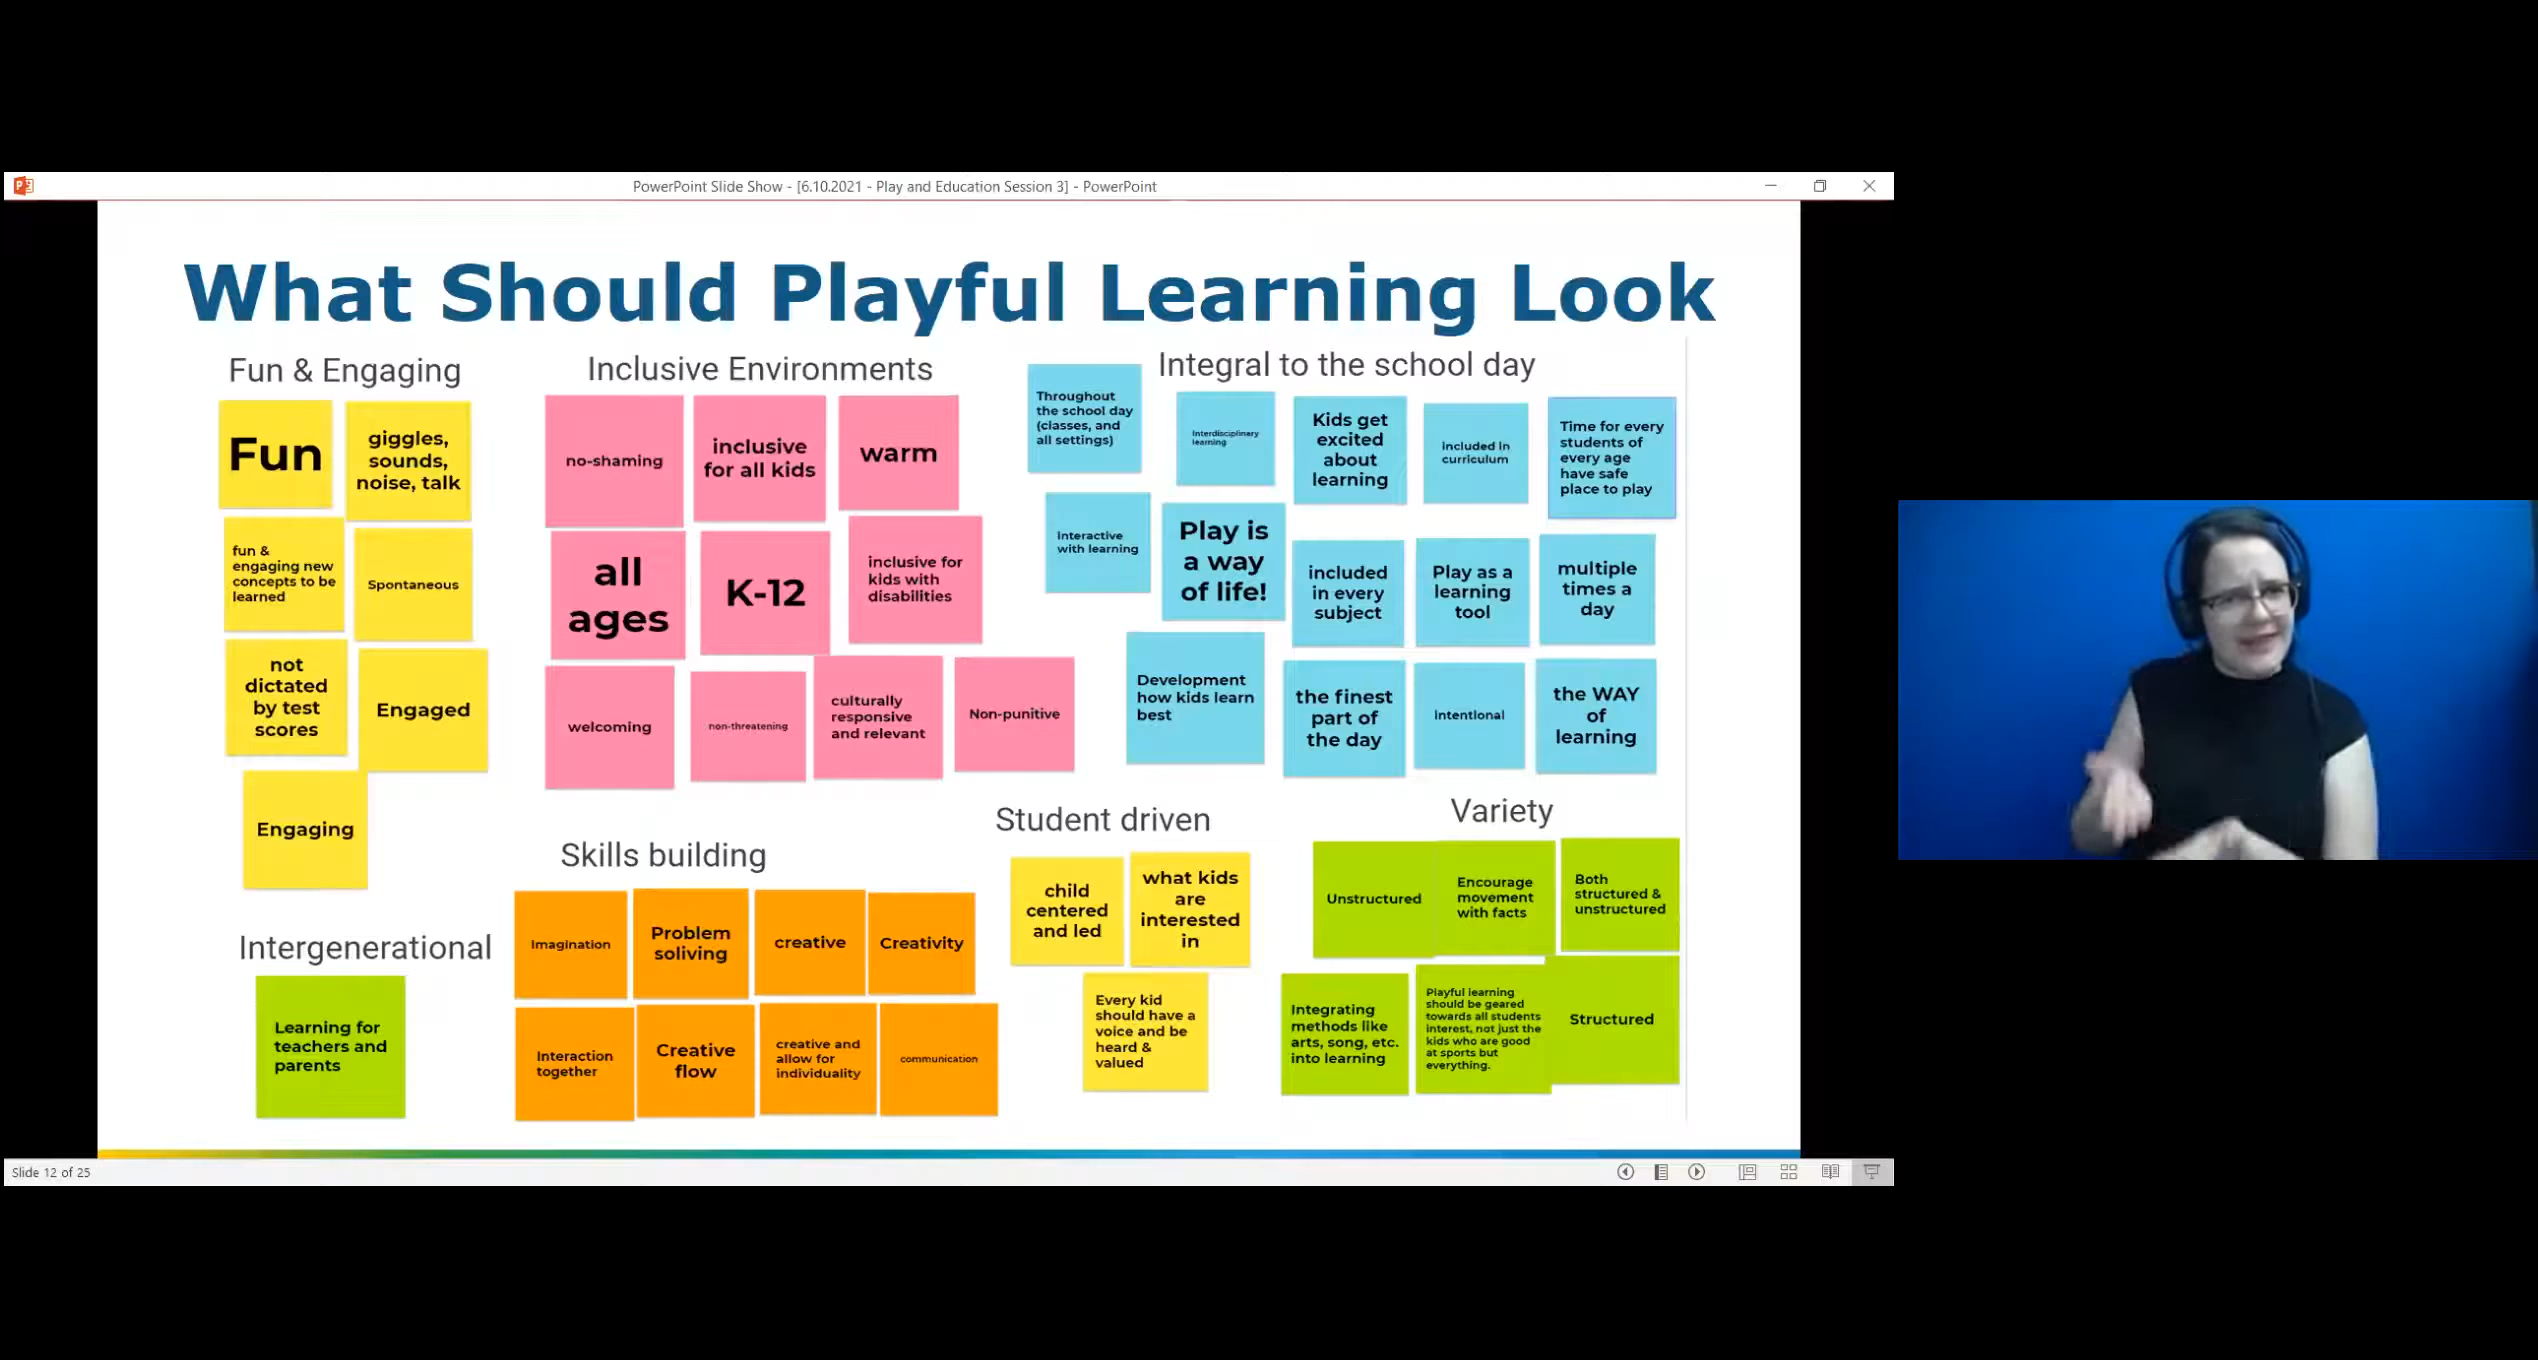 PowerPoint Slide Show - [6.10.2021 - Play and Education Session 3] - PowerPoint
What Should Playful Learning Look
Fun & Engaging
Fun
giggles,
sounds,
noise, talk
fun &
engaging new
concepts to be
learned
Spontaneous
not
dictated
by test
scores
Engaged
Engaging
Inclusive Environments
no-shaming
inclusive
for all kids
warm
all
ages
K-12
inclusive for
kids with
disabilities
welcoming
non-threatening
culturally
responsive
and relevant
Non-punitive
Integral to the school day
Throughout
the school day
(classes, and
all settings)
Interdisciplinary
learning
Kids get
excited
about
learning
included in
curriculum
Time for every
students of
every age
have safe
place to play
Interactive
with learning
Play is
a way
of life!
included
in every
subject
Play as a
learning
tool
multiple
times a
day
Development
how kids learn
best
the finest
part of
the day
intentional
the WAY
of
learning
Intergenerational
Learning for
teachers and
parents
Skills building
Imagination
Problem
soliving
creative
Creativity
Interaction
together
Creative
flow
creative and
allow for
individuality
communication
Student driven
child
centered
and led
what kids
are
interested
in
Every kid
should have a
voice and be
heard &
valued
Variety
Unstructured
Encourage
movement
with facts
Both
structured &
unstructured
Integrating
methods like
arts, song, etc.
into learning
Playful learning
should be geared
towards all students
interest, not just the
kids who are good
at sports but
everything.
Structured
Slide 12 of 25